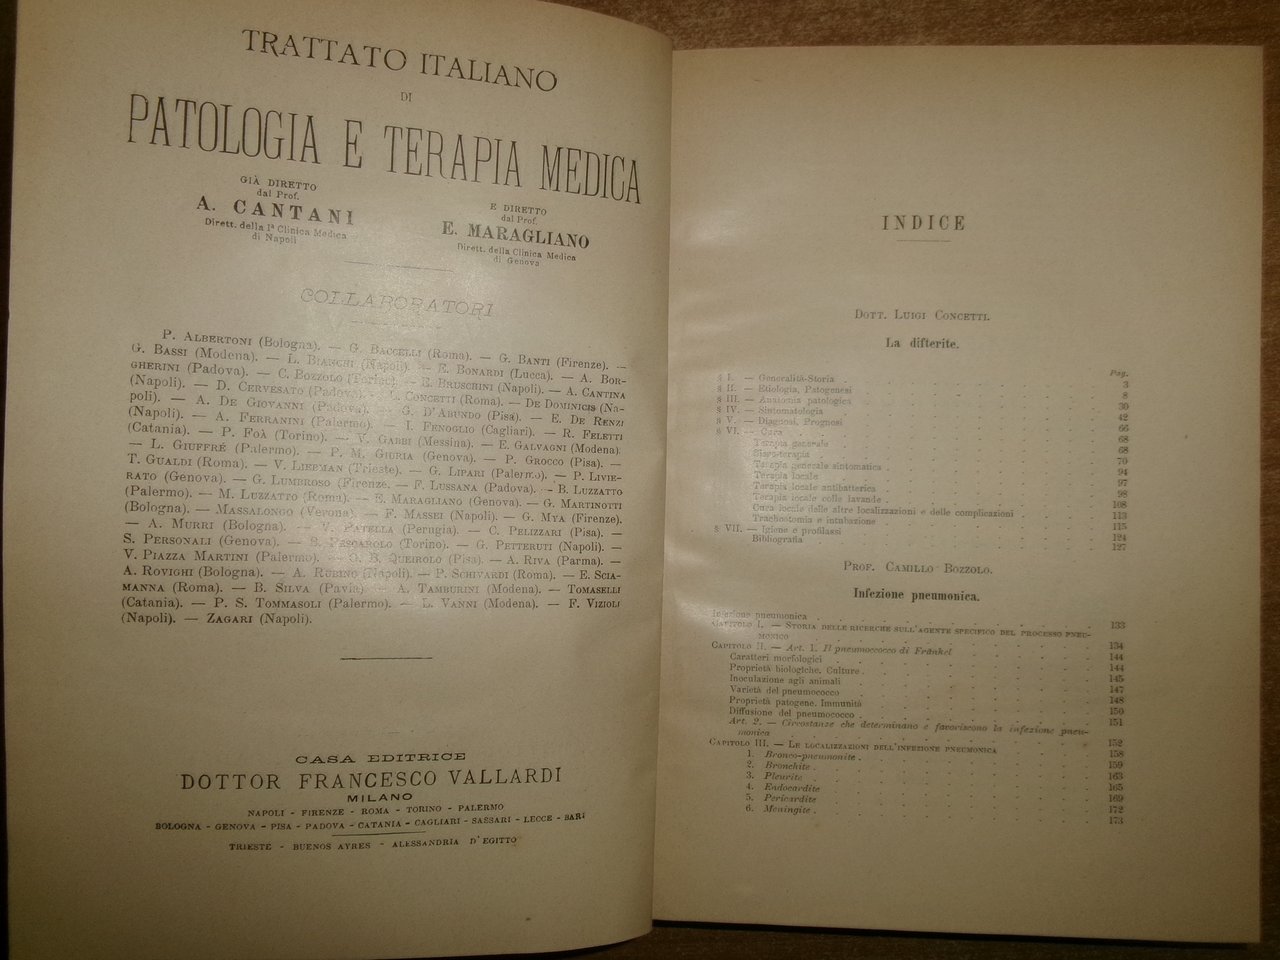 TRATTATO ITALIANO
DI
PATOLOGIA E TERAPIA MEDICA
GIÀ DIRETTO
dal Prof.
A. CANTANI
Dirett. della 1ª Clinica Medica
di Napoli
E DIRETTO
dal Prof.
E. MARAGLIANO
Dirett. della Clinica Medica
di Genova
COLLABORATORI
P. ALBERTONI (Bologna). — G. BACCELLI (Roma). — G. BANTI (Firenze). —
G. BASSI (Modena). — L. BIANCHI (Napoli). — E. BONARDI (Lucca). — A. BOR-
GHERINI (Padova). — C. BOZZOLO (Torino). — E. BRUSCHINI (Napoli). — A. CANTINA
(Napoli). — D. CERVESATO (Padova). — L. CONCETTI (Roma). — DE DOMINICIS (Na-
poli). — A. DE GIOVANNI (Padova). — G. D'ABUNDO (Pisa). — E. DE RENZI
(Napoli). — A. FERRANINI (Palermo). — I. FENOGLIO (Cagliari). — R. FELETTI
(Catania). — P. FOÀ (Torino). — V. GABBI (Messina). — E. GALVAGNI (Modena).
— L. GIUFFRÉ (Palermo). — P. M. GIURIA (Genova). — P. GROCCO (Pisa). —
T. GUALDI (Roma). — V. LIEPMAN (Trieste). — G. LIPARI (Palermo). — P. LIVIE-
RATO (Genova). — G. LUMBROSO (Firenze. — F. LUSSANA (Padova). — B. LUZZATTO
(Palermo). — M. LUZZATTO (Roma). — E. MARAGLIANO (Genova). — G. MARTINOTTI
(Bologna). — MASSALONGO (Verona). — F. MASSEI (Napoli). — G. MYA (Firenze).
— A. MURRI (Bologna). — V. PATELLA (Perugia). — C. PELIZZARI (Pisa). —
S. PERSONALI (Genova). — S. PESCAROLO (Torino). — G. PETTERUTI (Napoli). —
V. PIAZZA MARTINI (Palermo). — G. B. QUEIROLO (Pisa). — A. RIVA (Parma). —
A. ROVIGHI (Bologna). — A. RUBINO (Napoli). — P. SCHIVARDI (Roma). — E. SCIA-
MANNA (Roma). — B. SILVA (Pavia). — A. TAMBURINI (Modena). — TOMASELLI
(Catania). — P. S. TOMMASOLI (Palermo). — L. VANNI (Modena). — F. VIZIOLI
(Napoli). — ZAGARI (Napoli).
CASA EDITRICE
DOTTOR FRANCESCO VALLARDI
MILANO
NAPOLI - FIRENZE - ROMA - TORINO - PALERMO
BOLOGNA - GENOVA - PISA - PADOVA - CATANIA - CAGLIARI - SASSARI - LECCE - BARI
TRIESTE - BUENOS AYRES - ALESSANDRIA D'EGITTO
INDICE
DOTT. LUIGI CONCETTI.
La difterite.
Pag.
§ I. — Generalità-Storia 3
§ II. — Etiologia, Patogenesi 8
§ III. — Anatomia patologica 30
§ IV. — Sintomatologia 42
§ V. — Diagnosi, Prognosi 66
§ VI. — Cura 68
Terapia generale 68
Siero-terapia 70
Terapia generale sintomatica 94
Terapia locale 97
Terapia locale antibatterica 98
Terapia locale colle lavande 108
Cura locale delle altre localizzazioni e delle complicazioni 113
Tracheotomia e intubazione 115
§ VII. — Igiene e profilassi 124
Bibliografia 127
PROF. CAMILLO BOZZOLO.
Infezione pneumonica.
Infezione pneumonica 133
CAPITOLO I. — STORIA DELLE RICERCHE SULL'AGENTE SPECIFICO DEL PROCESSO PNEU-
MONICO 134
CAPITOLO II. — Art. 1. Il pneumococco di Fränkel 144
Caratteri morfologici 144
Proprietà biologiche. Culture 145
Inoculazione agli animali 147
Varietà del pneumococco 148
Proprietà patogene. Immunità 150
Diffusione del pneumococco 151
Art. 2. — Circostanze che determinano e favoriscono la infezione pneu-
monica 152
CAPITOLO III. — LE LOCALIZZAZIONI DELL'INFEZIONE PNEUMONICA 158
1. Bronco-pneumonite 159
2. Bronchite 163
3. Pleurite 165
4. Endocardite 169
5. Pericardite 172
6. Meningite 173